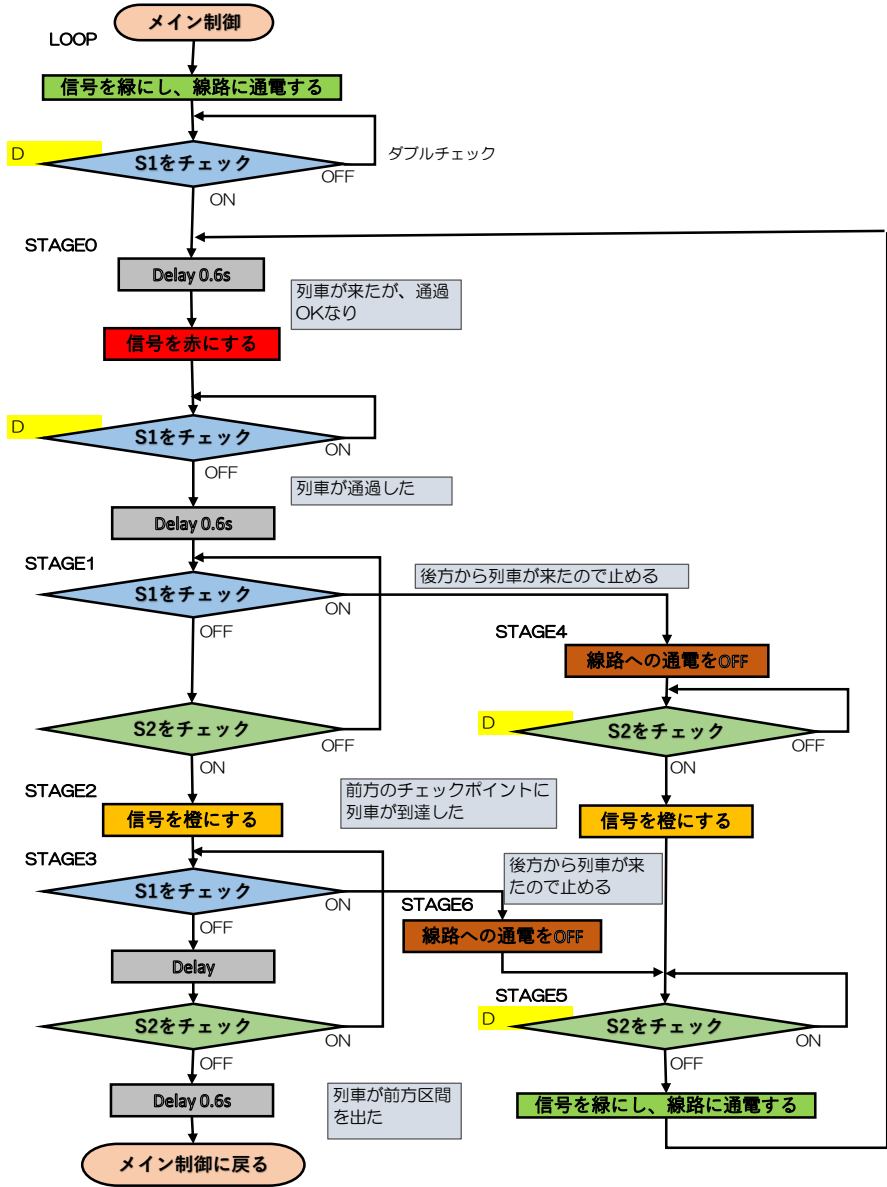 メイン制御
LOOP
信号を緑にし、線路に通電する
D
S1をチェック
OFF
ダブルチェック
ON
STAGE0
Delay 0.6s
列車が来たが、通過
OKなり
信号を赤にする
D
S1をチェック
ON
OFF
列車が通過した
Delay 0.6s
STAGE1
S1をチェック
ON
OFF
後方から列車が来たので止める
STAGE4
線路への通電をOFF
S2をチェック
OFF
ON
D
S2をチェック
OFF
ON
STAGE2
信号を橙にする
前方のチェックポイントに
列車が到達した
信号を橙にする
STAGE3
S1をチェック
ON
OFF
後方から列車が来
たので止める
STAGE6
線路への通電をOFF
Delay
S2をチェック
ON
OFF
STAGE5
D
S2をチェック
ON
OFF
Delay 0.6s
列車が前方区間
を出た
信号を緑にし、線路に通電する
メイン制御に戻る